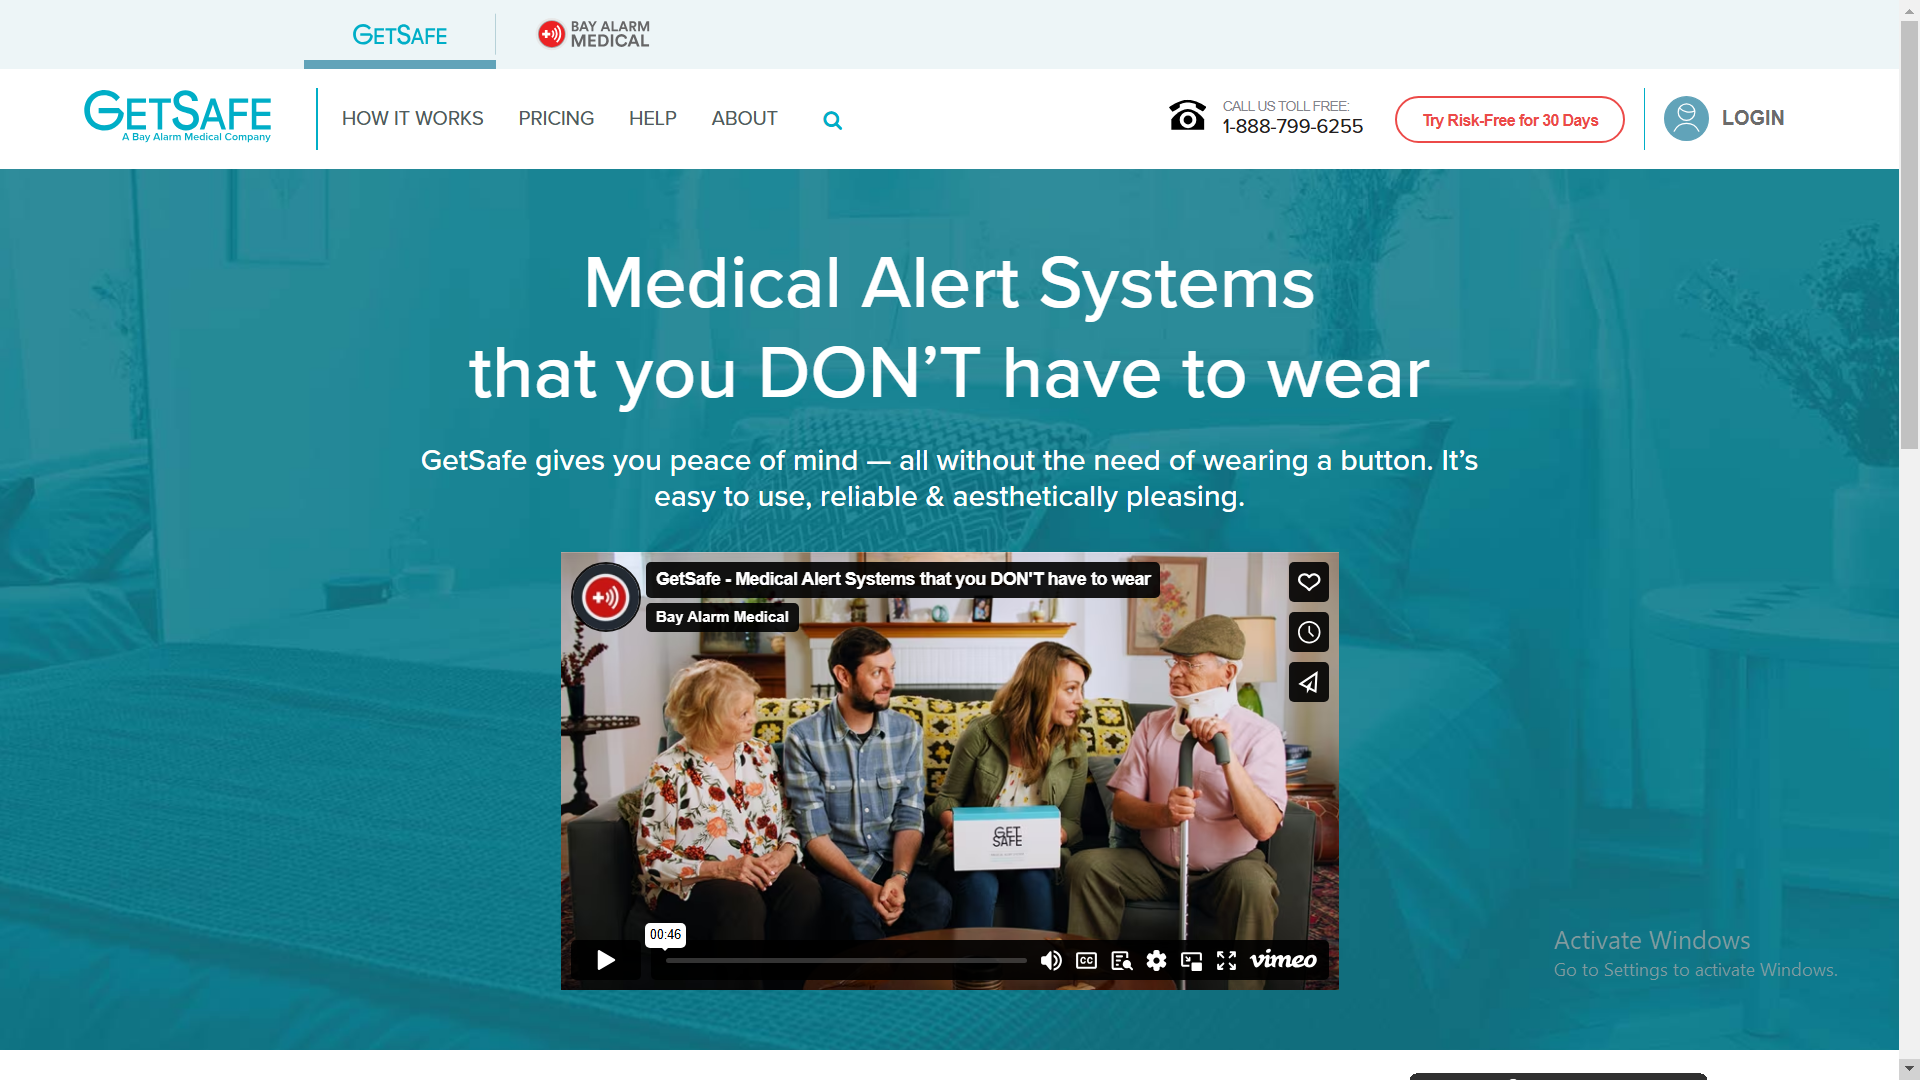 GETSAFE
BAY ALARM
MEDICAL
GETSAFE
A Bay Alarm Medical Company
HOW IT WORKS
PRICING
HELP
ABOUT
CALL US TOLL FREE:
1-888-799-6255
Try Risk-Free for 30 Days
LOGIN
Medical Alert Systems
that you DON’T have to wear
GetSafe gives you peace of mind — all without the need of wearing a button. It’s
easy to use, reliable & aesthetically pleasing.
GetSafe - Medical Alert Systems that you DON'T have to wear
Bay Alarm Medical
GET
SAFE
00:46
CC
vimeo
Activate Windows
Go to Settings to activate Windows.